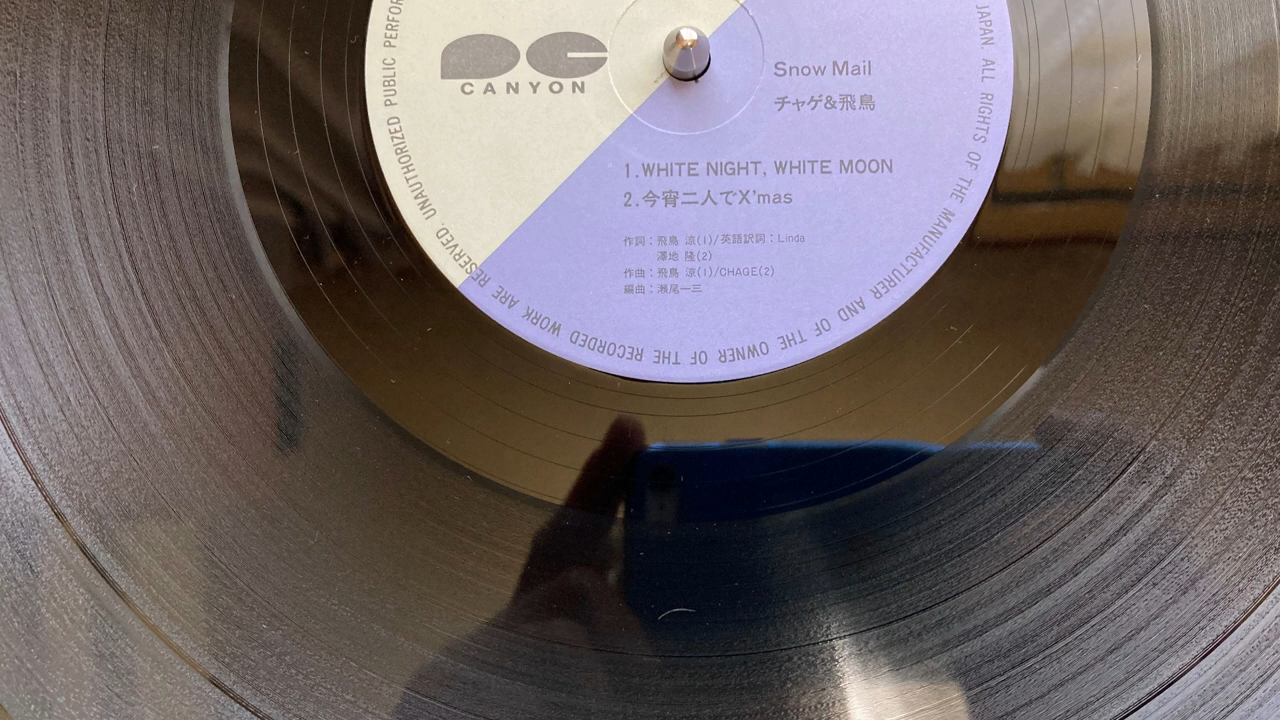 CANYON
Snow Mail
チャゲ&飛鳥
1.WHITE NIGHT, WHITE MOON
2.今宵二人でX'mas
作詞:飛鳥 涼(1)/英語訳詞:Linda
澤地 隆(2)
作曲:飛鳥 涼(1)/CHAGE(2)
編曲:瀬尾一三
JAPAN. ALL RIGHTS OF THE MANUFACTURER AND OF THE OWNER OF THE RECORDED WORK ARE RESERVED. UNAUTHORIZED PUBLIC